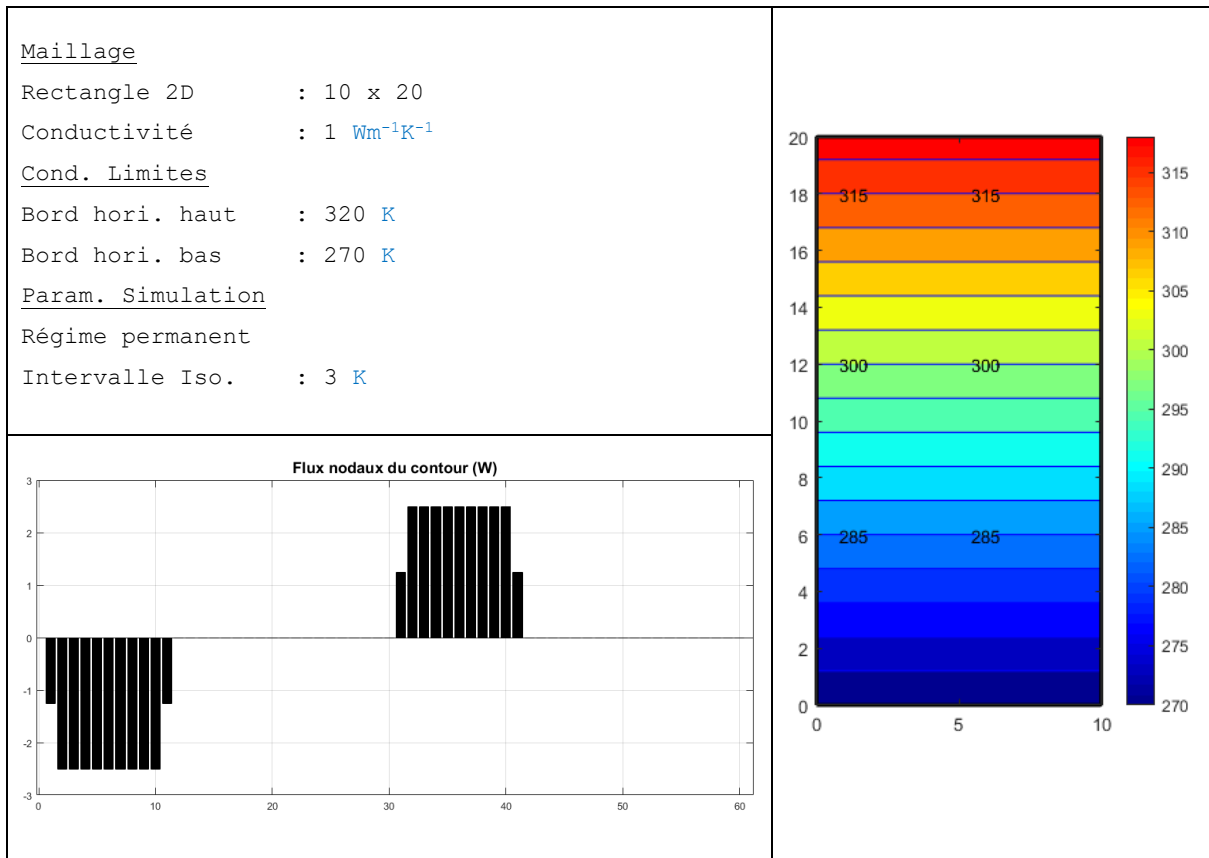 Maillage
Rectangle 2D : 10 x 20
Conductivité : 1 Wm⁻¹K⁻¹
Cond. Limites
Bord hori. haut : 320 K
Bord hori. bas : 270 K
Param. Simulation
Régime permanent
Intervalle Iso. : 3 K
Flux nodaux du contour (W)
3
2
1
0
-1
-2
-3
0 10 20 30 40 50 60
20
18
16
14
12
10
8
6
4
2
0
0 5 10
315 315
300 300
285 285
315
310
305
300
295
290
285
280
275
270